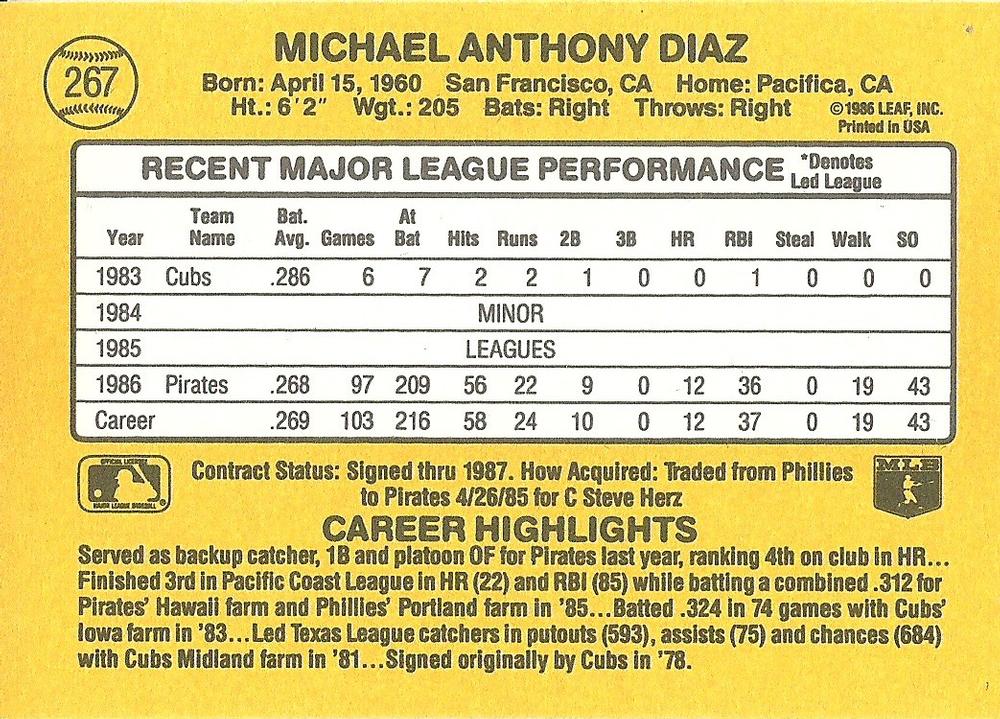 267
MICHAEL ANTHONY DIAZ
Born: April 15, 1960 San Francisco, CA Home: Pacifica, CA
Ht.: 6'2" Wgt.: 205 Bats: Right Throws: Right
©1986 LEAF, INC.
Printed in USA
RECENT MAJOR LEAGUE PERFORMANCE *Denotes Led League
Year Team Name Bat. Avg. Games At Bat Hits Runs 2B 3B HR RBI Steal Walk SO
1983 Cubs .286 6 7 2 2 1 0 0 1 0 0 0
1984 MINOR
1985 LEAGUES
1986 Pirates .268 97 209 56 22 9 0 12 36 0 19 43
Career .269 103 216 58 24 10 0 12 37 0 19 43
OFFICIAL LICENSEE
MAJOR LEAGUE BASEBALL
Contract Status: Signed thru 1987. How Acquired: Traded from Phillies
to Pirates 4/26/85 for C Steve Herz
MLB
CAREER HIGHLIGHTS
Served as backup catcher, 1B and platoon OF for Pirates last year, ranking 4th on club in HR...
Finished 3rd in Pacific Coast League in HR (22) and RBI (85) while batting a combined .312 for
Pirates' Hawaii farm and Phillies' Portland farm in '85...Batted .324 in 74 games with Cubs'
Iowa farm in '83...Led Texas League catchers in putouts (593), assists (75) and chances (684)
with Cubs Midland farm in '81...Signed originally by Cubs in '78.